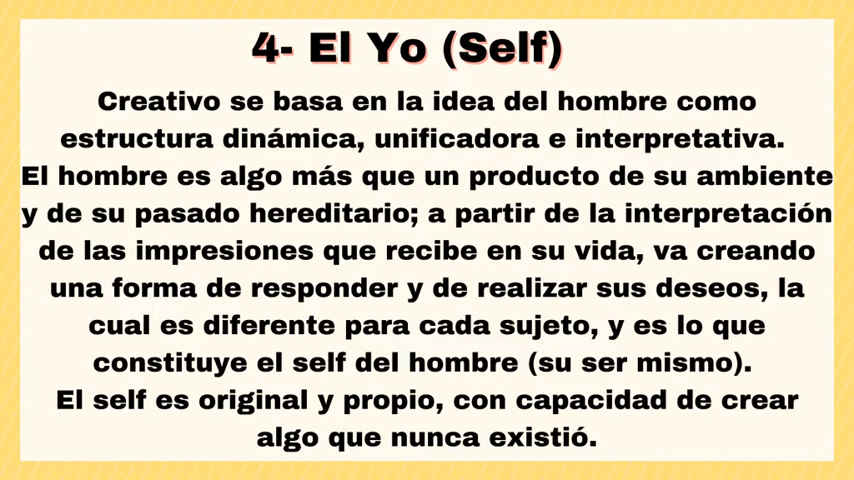 4- El Yo (Self)
Creativo se basa en la idea del hombre como
estructura dinámica, unificadora e interpretativa.
El hombre es algo más que un producto de su ambiente
y de su pasado hereditario; a partir de la interpretación
de las impresiones que recibe en su vida, va creando
una forma de responder y de realizar sus deseos, la
cual es diferente para cada sujeto, y es lo que
constituye el self del hombre (su ser mismo).
El self es original y propio, con capacidad de crear
algo que nunca existió.